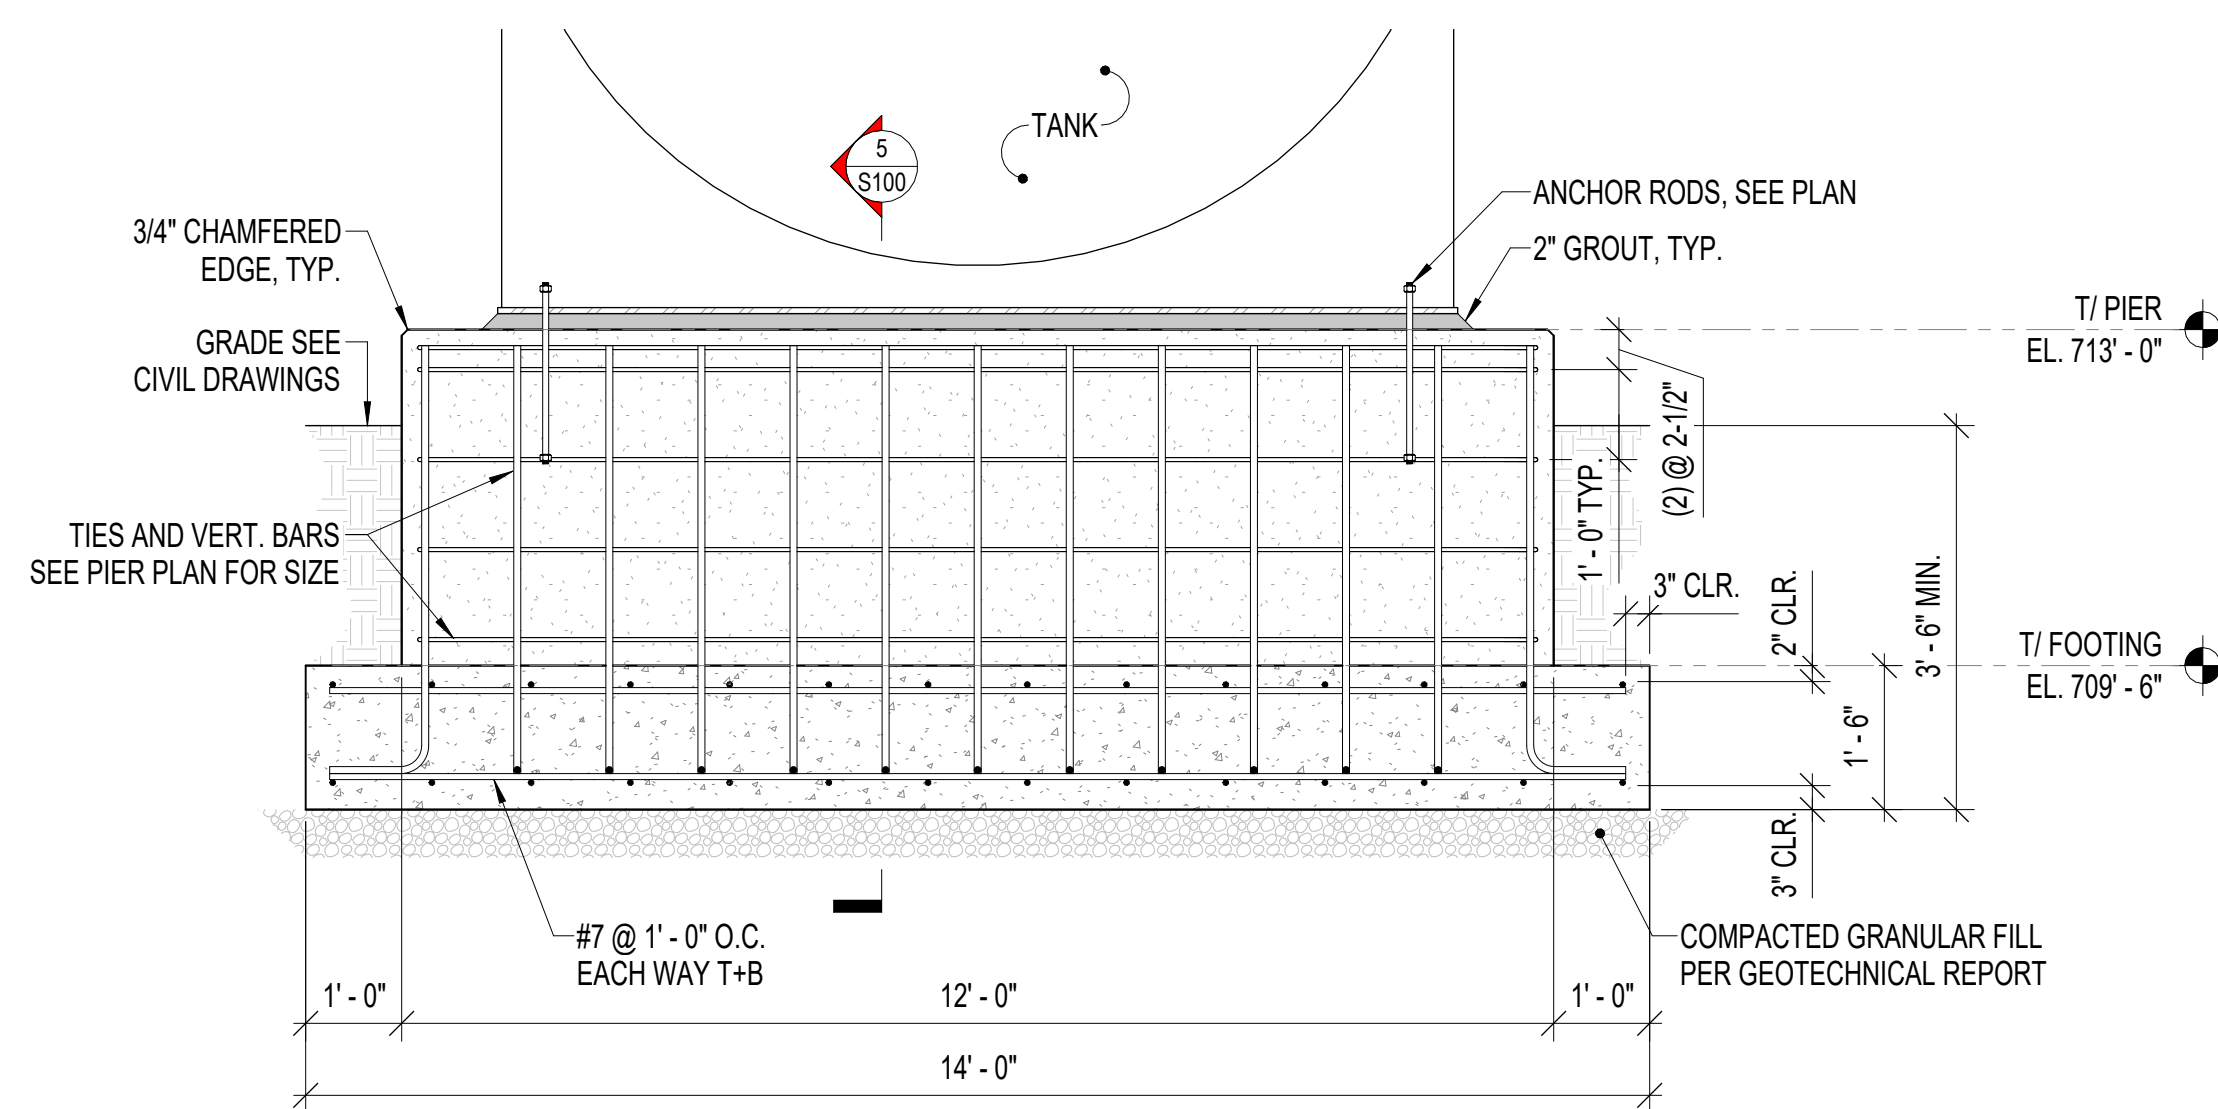 TANK
5
S100
ANCHOR RODS, SEE PLAN
2" GROUT, TYP.
3/4" CHAMFERED
EDGE, TYP.
GRADE SEE
CIVIL DRAWINGS
T/ PIER
EL. 713' - 0"
(2) @ 2-1/2"
1' - 0" TYP.
TIES AND VERT. BARS
SEE PIER PLAN FOR SIZE
3" CLR.
2" CLR.
3' - 6" MIN.
T/ FOOTING
EL. 709' - 6"
1' - 6"
3" CLR.
#7 @ 1' - 0" O.C.
EACH WAY T+B
COMPACTED GRANULAR FILL
PER GEOTECHNICAL REPORT
1' - 0"
12' - 0"
1' - 0"
14' - 0"